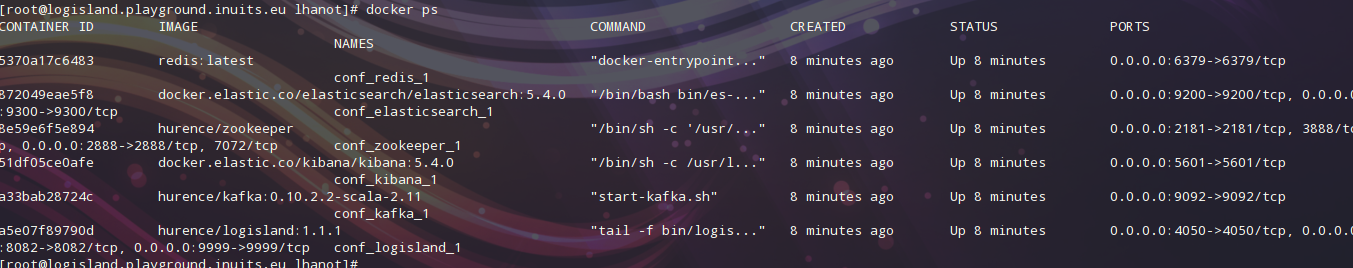 [root@logisland.playground.inuits.eu lhanot]# docker ps
CONTAINER ID        IMAGE                                                 COMMAND                  CREATED             STATUS              PORTS
                                          NAMES
5370a17c6483        redis:latest                                          "docker-entrypoint..."   8 minutes ago       Up 8 minutes        0.0.0.0:6379->6379/tcp
                                          conf_redis_1
872049eae5f8        docker.elastic.co/elasticsearch/elasticsearch:5.4.0   "/bin/bash bin/es-..."   8 minutes ago       Up 8 minutes        0.0.0.0:9200->9200/tcp, 0.0.0.0
:9300->9300/tcp                           conf_elasticsearch_1
8e59e6f5e894        hurence/zookeeper                                     "/bin/sh -c '/usr/..."   8 minutes ago       Up 8 minutes        0.0.0.0:2181->2181/tcp, 3888/tc
p, 0.0.0.0:2888->2888/tcp, 7072/tcp       conf_zookeeper_1
51df05ce0afe        docker.elastic.co/kibana/kibana:5.4.0                 "/bin/sh -c /usr/l..."   8 minutes ago       Up 8 minutes        0.0.0.0:5601->5601/tcp
                                          conf_kibana_1
a33bab28724c        hurence/kafka:0.10.2.2-scala-2.11                     "start-kafka.sh"         8 minutes ago       Up 8 minutes        0.0.0.0:9092->9092/tcp
                                          conf_kafka_1
a5e07f89790d        hurence/logisland:1.1.1                               "tail -f bin/logis..."   8 minutes ago       Up 8 minutes        0.0.0.0:4050->4050/tcp, 0.0.0.0
:8082->8082/tcp, 0.0.0.0:9999->9999/tcp   conf_logisland_1
[root@logisland.playground.inuits.eu lhanot]#